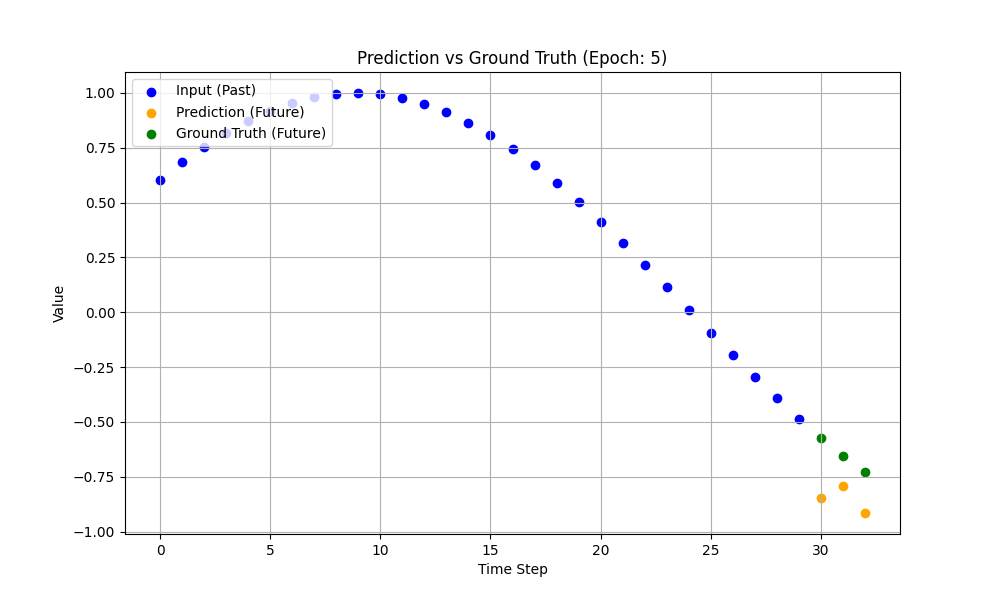 Prediction vs Ground Truth (Epoch: 5)
Input (Past)
Prediction (Future)
Ground Truth (Future)
Value
1.00
0.75
0.50
0.25
0.00
−0.25
−0.50
−0.75
−1.00
0 5 10 15 20 25 30
Time Step